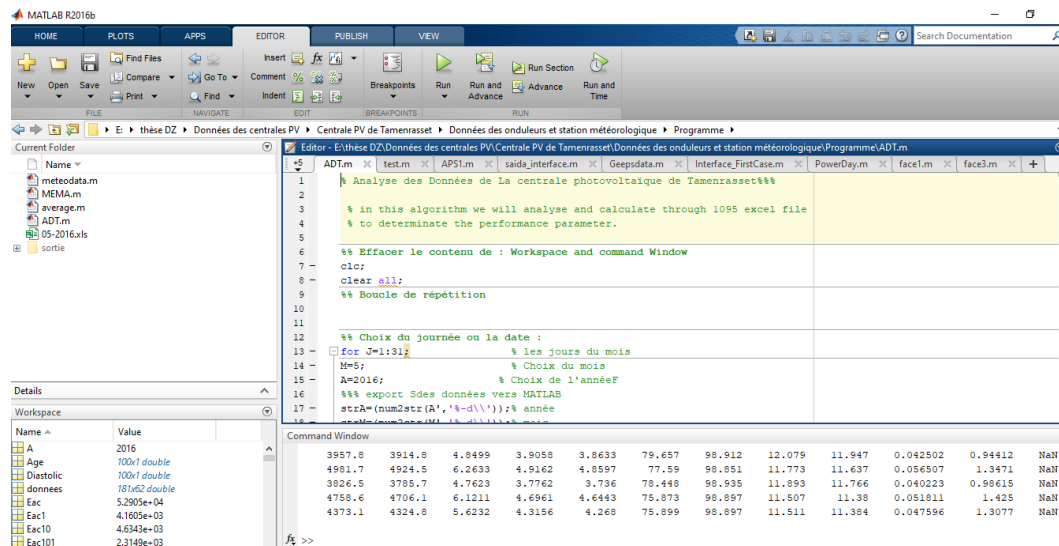 MATLAB R2016b
HOME PLOTS APPS EDITOR PUBLISH VIEW Search Documentation
New Open Save Find Files Compare Print Go To Find Insert Comment Indent Breakpoints Run Run and Advance Run Section Advance Run and Time
FILE NAVIGATE EDIT BREAKPOINTS RUN
E: ▸ thèse DZ ▸ Données des centrales PV ▸ Centrale PV de Tamenrasset ▸ Données des onduleurs et station météorologique ▸ Programme ▸
Current Folder
Name
meteodata.m
MEMA.m
average.m
ADT.m
05-2016.xls
sortie
Details
Workspace
Name Value
A 2016
Age 100x1 double
Diastolic 100x1 double
donnees 181x62 double
Eac 5.2905e+04
Eac1 4.1605e+03
Eac10 4.6343e+03
Eac101 2.3149e+03
Editor - E:\thèse DZ\Données des centrales PV\Centrale PV de Tamenrasset\Données des onduleurs et station météorologique\Programme\ADT.m
+5 ADT.m test.m APS1.m saida_interface.m Geepsdata.m Interface_FirstCase.m PowerDay.m face1.m face3.m +
1 % Analyse des Données de La centrale photovoltaique de Tamenrasset%%%
2
3 % in this algorithm we will analyse and calculate through 1095 excel file
4 % to determinate the performance parameter.
5
6 %% Effacer le contenu de : Workspace and command Window
7 – clc;
8 – clear all;
9 %% Boucle de répétition
10
11
12 %% Choix du journée ou la date :
13 – for J=1:31; % les jours du mois
14 – M=5; % Choix du mois
15 – A=2016; % Choix de l'annéeF
16 %%% export Sdes données vers MATLAB
17 – strA=(num2str(A','%-d\\'));% année
18 – strM=(num2str(M','%-d\\'));% mois
Command Window
3957.8 3914.8 4.8499 3.9058 3.8633 79.657 98.912 12.079 11.947 0.042502 0.94412 NaN
4981.7 4924.5 6.2633 4.9162 4.8597 77.59 98.851 11.773 11.637 0.056507 1.3471 NaN
3826.5 3785.7 4.7623 3.7762 3.736 78.448 98.935 11.893 11.766 0.040223 0.98615 NaN
4758.6 4706.1 6.1211 4.6961 4.6443 75.873 98.897 11.507 11.38 0.051811 1.425 NaN
4373.1 4324.8 5.6232 4.3156 4.268 75.899 98.897 11.511 11.384 0.047596 1.3077 NaN
fx >>